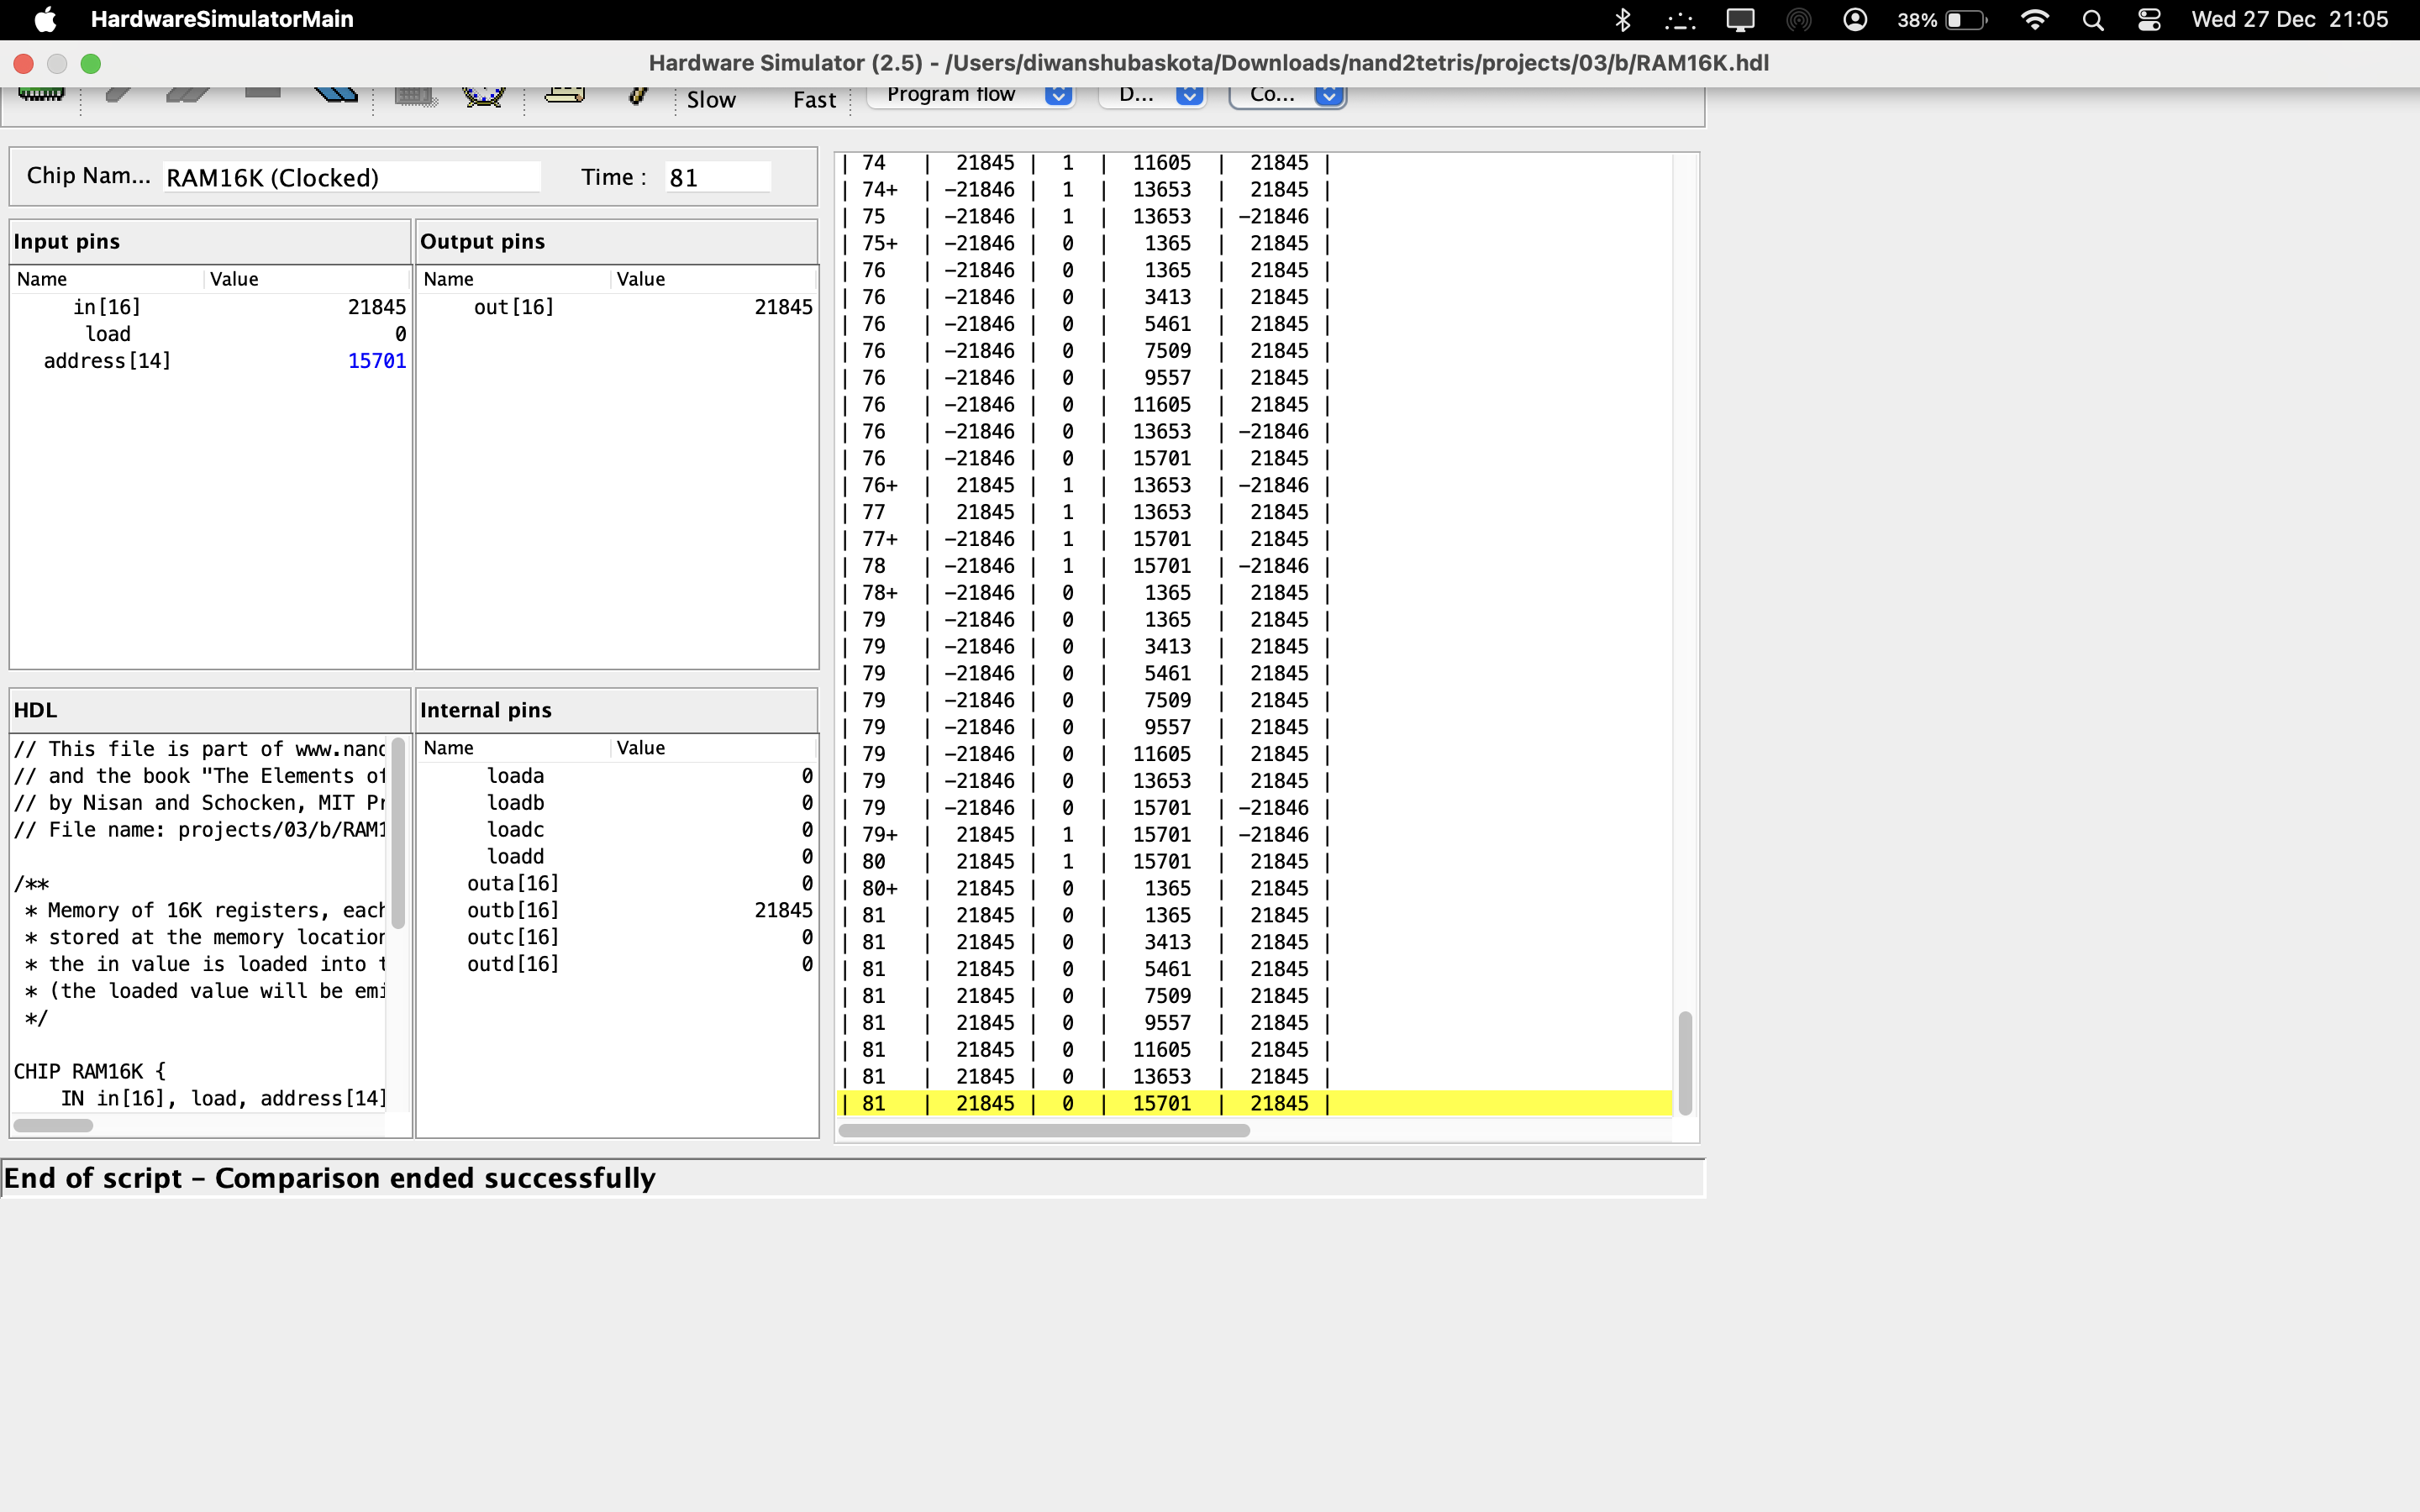 HardwareSimulatorMain 38% Wed 27 Dec 21:05
Hardware Simulator (2.5) - /Users/diwanshubaskota/Downloads/nand2tetris/projects/03/b/RAM16K.hdl
Slow Fast Program flow D... Co...
Chip Nam... RAM16K (Clocked) Time : 81
Input pins
Name Value
in[16] 21845
load 0
address[14] 15701
Output pins
Name Value
out[16] 21845
HDL
// This file is part of www.nand
// and the book "The Elements of
// by Nisan and Schocken, MIT Pr
// File name: projects/03/b/RAM1
/**
* Memory of 16K registers, each
* stored at the memory location
* the in value is loaded into t
* (the loaded value will be emi
*/
CHIP RAM16K {
IN in[16], load, address[14]
Internal pins
Name Value
loada 0
loadb 0
loadc 0
loadd 0
outa[16] 0
outb[16] 21845
outc[16] 0
outd[16] 0
| 74 | 21845 | 1 | 11605 | 21845 |
| 74+ | -21846 | 1 | 13653 | 21845 |
| 75 | -21846 | 1 | 13653 | -21846 |
| 75+ | -21846 | 0 | 1365 | 21845 |
| 76 | -21846 | 0 | 1365 | 21845 |
| 76 | -21846 | 0 | 3413 | 21845 |
| 76 | -21846 | 0 | 5461 | 21845 |
| 76 | -21846 | 0 | 7509 | 21845 |
| 76 | -21846 | 0 | 9557 | 21845 |
| 76 | -21846 | 0 | 11605 | 21845 |
| 76 | -21846 | 0 | 13653 | -21846 |
| 76 | -21846 | 0 | 15701 | 21845 |
| 76+ | 21845 | 1 | 13653 | -21846 |
| 77 | 21845 | 1 | 13653 | 21845 |
| 77+ | -21846 | 1 | 15701 | 21845 |
| 78 | -21846 | 1 | 15701 | -21846 |
| 78+ | -21846 | 0 | 1365 | 21845 |
| 79 | -21846 | 0 | 1365 | 21845 |
| 79 | -21846 | 0 | 3413 | 21845 |
| 79 | -21846 | 0 | 5461 | 21845 |
| 79 | -21846 | 0 | 7509 | 21845 |
| 79 | -21846 | 0 | 9557 | 21845 |
| 79 | -21846 | 0 | 11605 | 21845 |
| 79 | -21846 | 0 | 13653 | 21845 |
| 79 | -21846 | 0 | 15701 | -21846 |
| 79+ | 21845 | 1 | 15701 | -21846 |
| 80 | 21845 | 1 | 15701 | 21845 |
| 80+ | 21845 | 0 | 1365 | 21845 |
| 81 | 21845 | 0 | 1365 | 21845 |
| 81 | 21845 | 0 | 3413 | 21845 |
| 81 | 21845 | 0 | 5461 | 21845 |
| 81 | 21845 | 0 | 7509 | 21845 |
| 81 | 21845 | 0 | 9557 | 21845 |
| 81 | 21845 | 0 | 11605 | 21845 |
| 81 | 21845 | 0 | 13653 | 21845 |
| 81 | 21845 | 0 | 15701 | 21845 |
End of script - Comparison ended successfully